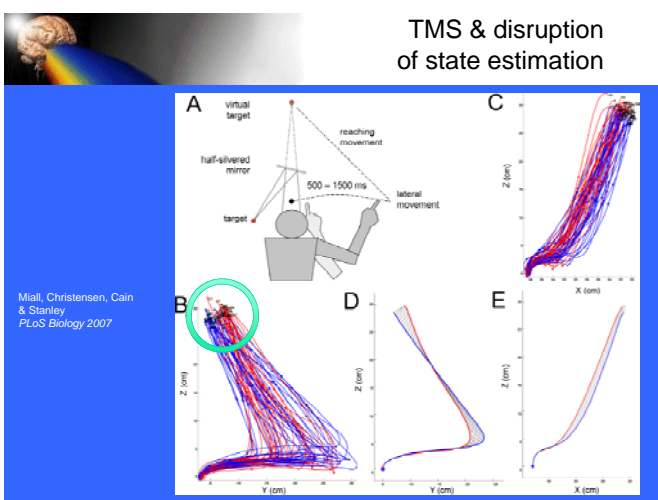 TMS & disruption
of state estimation
A
virtual
target
reaching
movement
half-silvered
mirror
500 = 1500 ms
lateral
movement
target
C
Z (cm)
X (cm)
Miall, Christensen, Cain
& Stanley
PLoS Biology 2007
B
Z (cm)
Y (cm)
D
Z (cm)
Y (cm)
E
Z (cm)
X (cm)